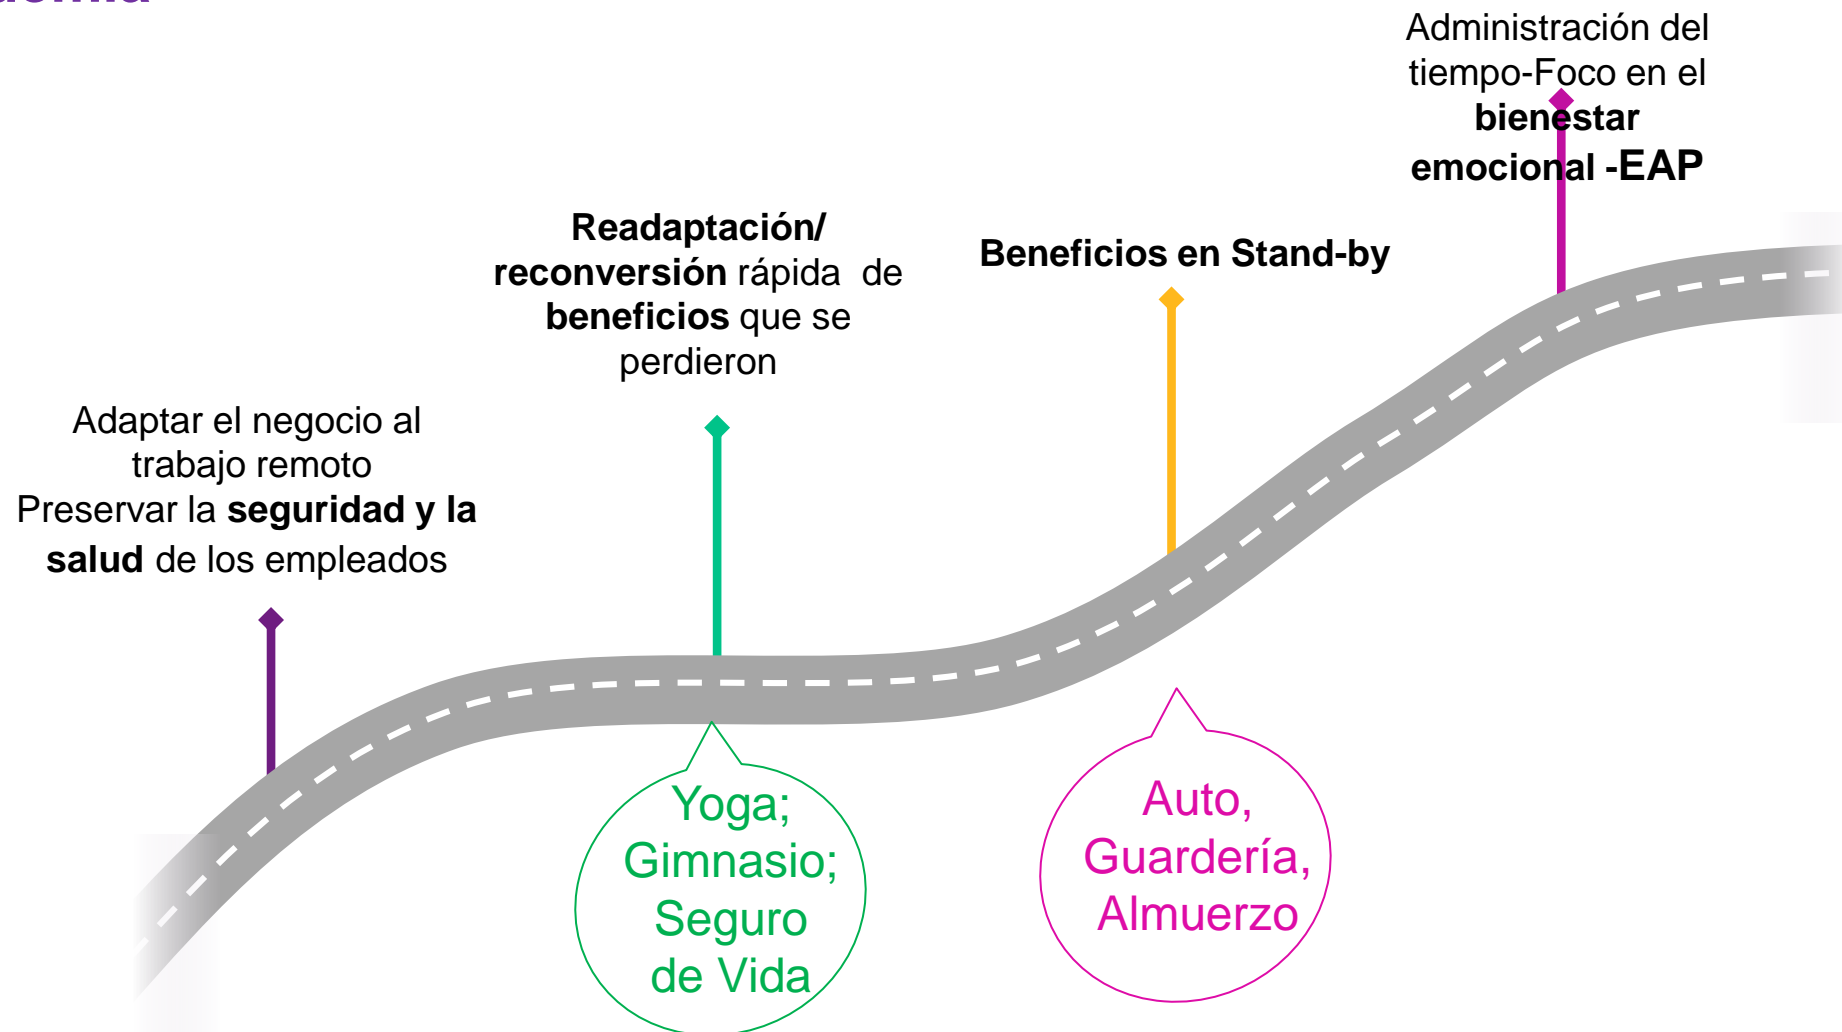 Administración del
tiempo-Foco en el
bienestar
emocional -EAP
Readaptación/
reconversión rápida de
beneficios que se
perdieron
Beneficios en Stand-by
Adaptar el negocio al
trabajo remoto
Preservar la seguridad y la
salud de los empleados
Yoga;
Gimnasio;
Seguro
de Vida
Auto,
Guardería,
Almuerzo